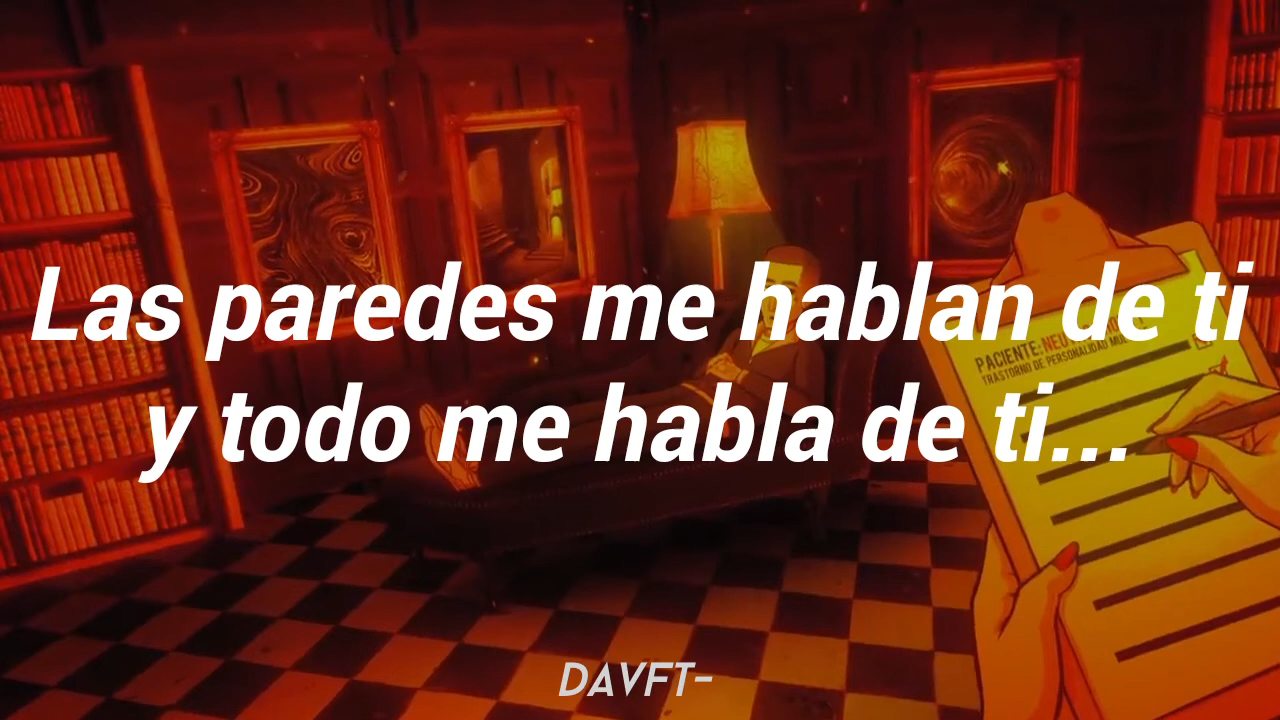 Las paredes me hablan de ti
y todo me habla de ti...
PACIENTE:
TRASTORNO DE PERSONALIDAD
DAVFT-